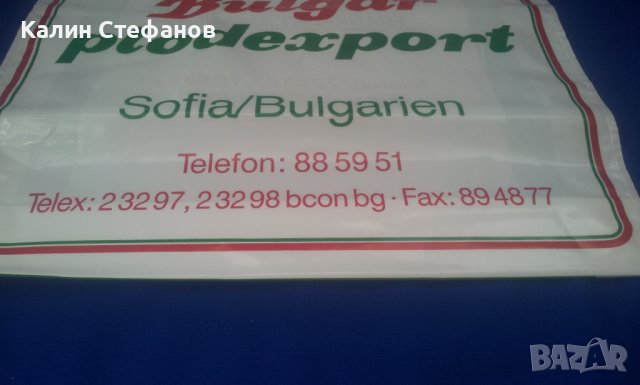 Калин Стефанов
Bulgar
plodexport
Sofia/Bulgarien
Telefon: 88 59 51
Telex: 2 32 97, 2 32 98 bcon bg · Fax: 89 48 77
BAZAR